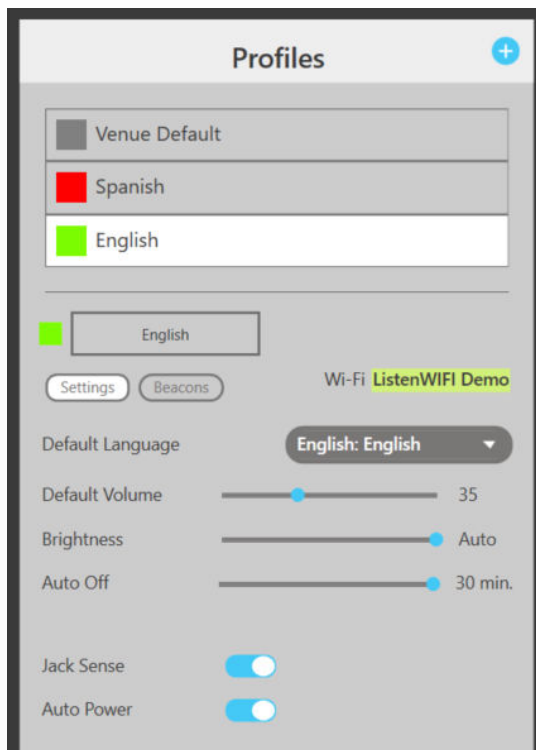 Profiles
Venue Default
Spanish
English
English
Settings Beacons Wi-Fi ListenWIFI Demo
Default Language English: English
Default Volume 35
Brightness Auto
Auto Off 30 min.
Jack Sense
Auto Power